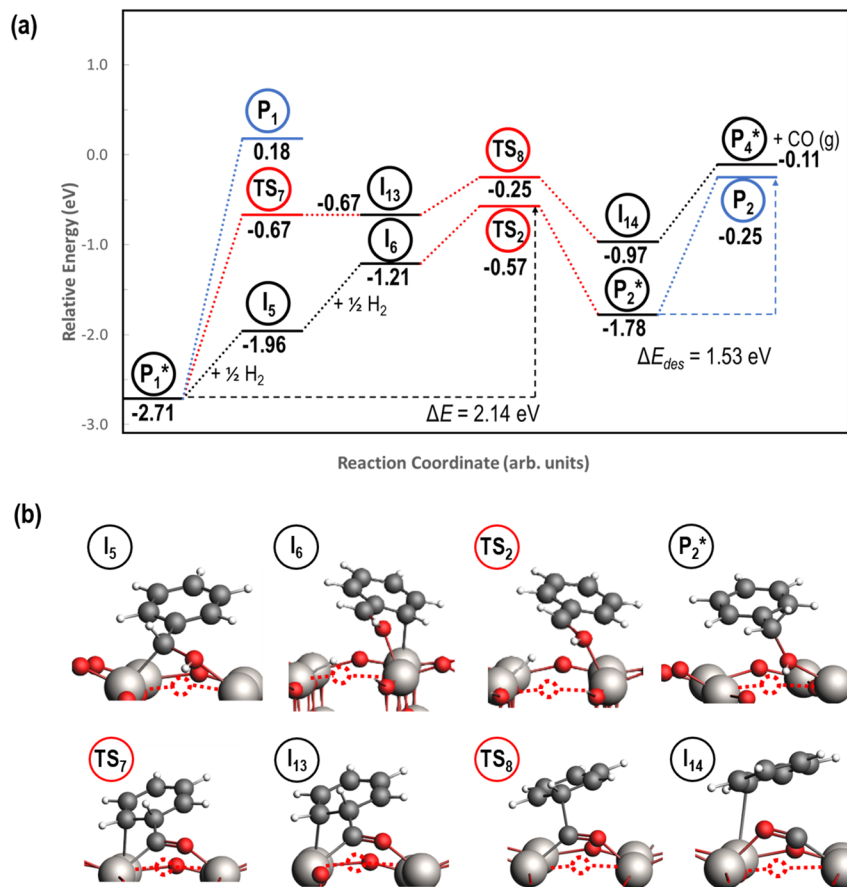 (a)
Relative Energy (eV)
1.0
0.0
-1.0
-2.0
-3.0
P1*
-2.71
P1
0.18
TS7
-0.67
I5
-1.96
+ ½ H2
+ ½ H2
-0.67
I13
I6
-1.21
TS8
-0.25
TS2
-0.57
ΔE = 2.14 eV
I14
-0.97
P2*
-1.78
P4* + CO (g)
-0.11
P2
-0.25
ΔEdes = 1.53 eV
Reaction Coordinate (arb. units)
(b)
I5
I6
TS2
P2*
TS7
I13
TS8
I14